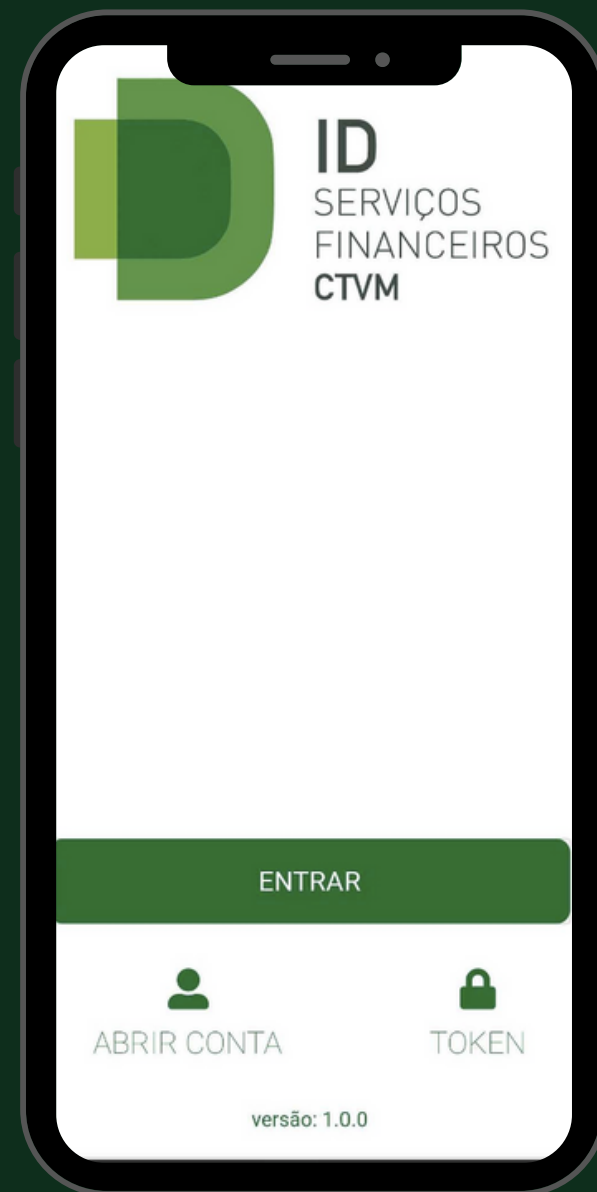 ID
SERVIÇOS
FINANCEIROS
CTVM
ENTRAR
ABRIR CONTA
TOKEN
versão: 1.0.0